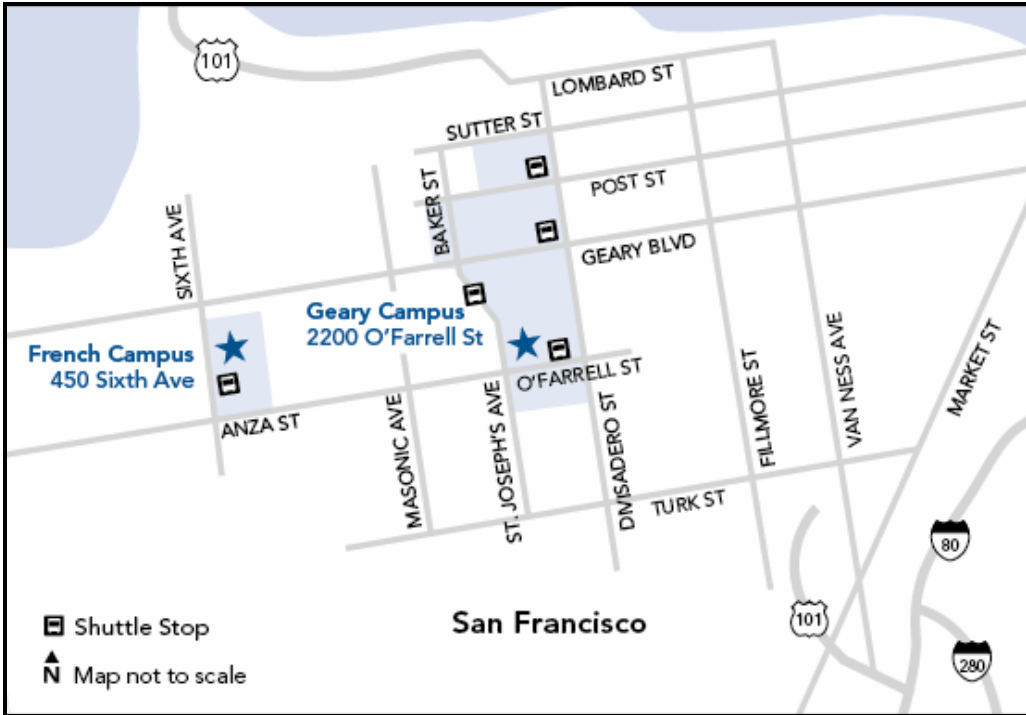 101
LOMBARD ST
SUTTER ST
POST ST
BAKER ST
SIXTH AVE
GEARY BLVD
Geary Campus
2200 O'Farrell St
French Campus
450 Sixth Ave
O'FARRELL ST
ANZA ST
MASONIC AVE
ST. JOSEPH'S AVE
DIVISADERO ST
FILLMORE ST
VAN NESS AVE
MARKET ST
TURK ST
80
101
280
San Francisco
Shuttle Stop
N Map not to scale